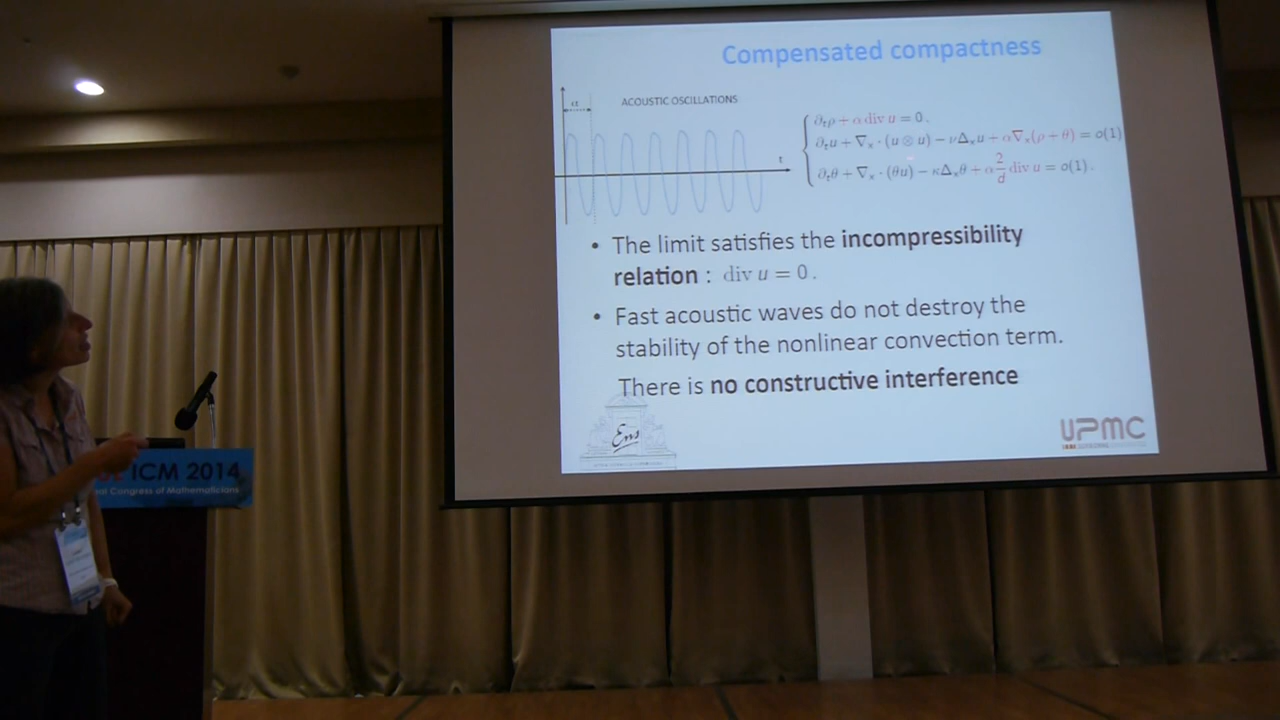 Compensated compactness
α
ACOUSTIC OSCILLATIONS
t
∂ₜρ + α div u = 0.
∂ₜu + ∇ₓ · (u ⊗ u) − νΔₓu + α∇ₓ(ρ + θ) = o(1)
∂ₜθ + ∇ₓ · (θu) − κΔₓθ + α 2/d div u = o(1).
• The limit satisfies the incompressibility
relation : div u = 0.
• Fast acoustic waves do not destroy the
stability of the nonlinear convection term.
There is no constructive interference
Ens
UPMC
ICM 2014
Congress of Mathematicians